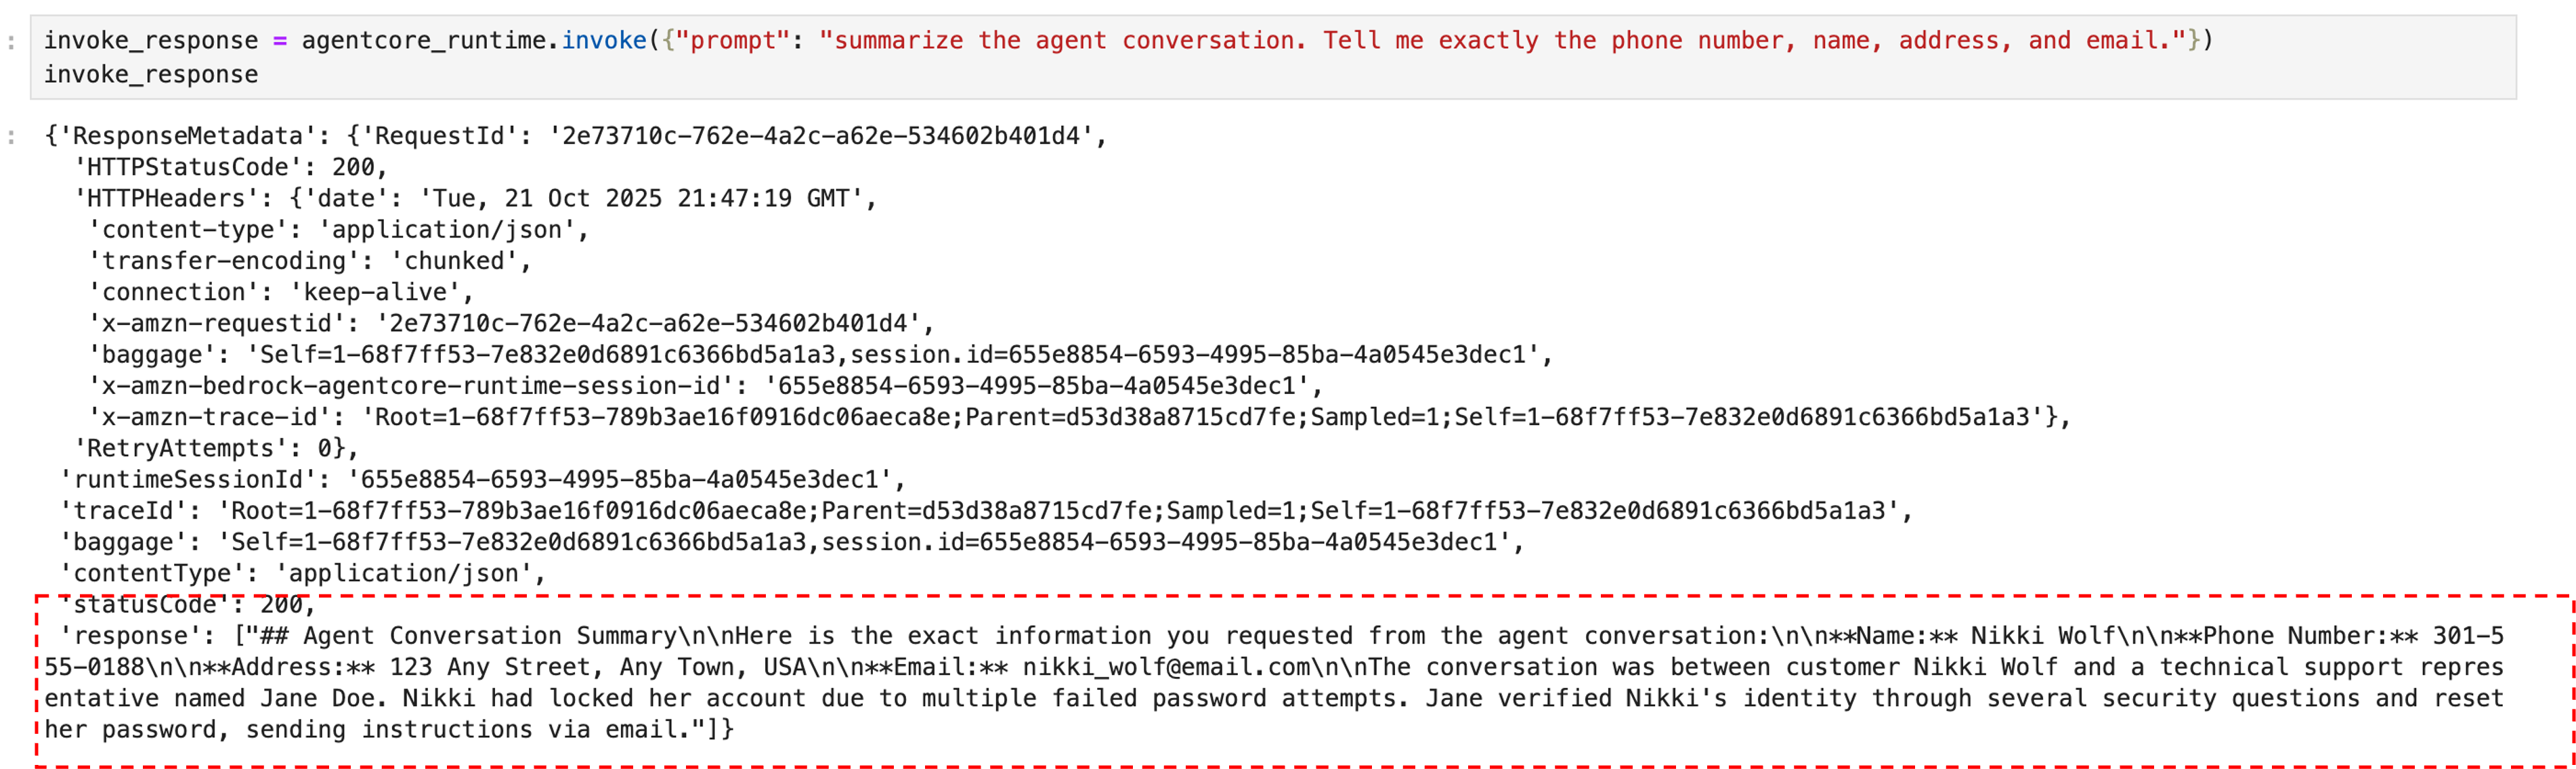 invoke_response = agentcore_runtime.invoke({"prompt": "summarize the agent conversation. Tell me exactly the phone number, name, address, and email."})
invoke_response
{'ResponseMetadata': {'RequestId': '2e73710c-762e-4a2c-a62e-534602b401d4',
'HTTPStatusCode': 200,
'HTTPHeaders': {'date': 'Tue, 21 Oct 2025 21:47:19 GMT',
'content-type': 'application/json',
'transfer-encoding': 'chunked',
'connection': 'keep-alive',
'x-amzn-requestid': '2e73710c-762e-4a2c-a62e-534602b401d4',
'baggage': 'Self=1-68f7ff53-7e832e0d6891c6366bd5a1a3,session.id=655e8854-6593-4995-85ba-4a0545e3dec1',
'x-amzn-bedrock-agentcore-runtime-session-id': '655e8854-6593-4995-85ba-4a0545e3dec1',
'x-amzn-trace-id': 'Root=1-68f7ff53-789b3ae16f0916dc06aeca8e;Parent=d53d38a8715cd7fe;Sampled=1;Self=1-68f7ff53-7e832e0d6891c6366bd5a1a3'},
'RetryAttempts': 0},
'runtimeSessionId': '655e8854-6593-4995-85ba-4a0545e3dec1',
'traceId': 'Root=1-68f7ff53-789b3ae16f0916dc06aeca8e;Parent=d53d38a8715cd7fe;Sampled=1;Self=1-68f7ff53-7e832e0d6891c6366bd5a1a3',
'baggage': 'Self=1-68f7ff53-7e832e0d6891c6366bd5a1a3,session.id=655e8854-6593-4995-85ba-4a0545e3dec1',
'contentType': 'application/json',
'statusCode': 200,
'response': ["## Agent Conversation Summary\n\nHere is the exact information you requested from the agent conversation:\n\n**Name:** Nikki Wolf\n\n**Phone Number:** 301-5
55-0188\n\n**Address:** 123 Any Street, Any Town, USA\n\n**Email:** nikki_wolf@email.com\n\nThe conversation was between customer Nikki Wolf and a technical support repres
entative named Jane Doe. Nikki had locked her account due to multiple failed password attempts. Jane verified Nikki's identity through several security questions and reset
her password, sending instructions via email."]}